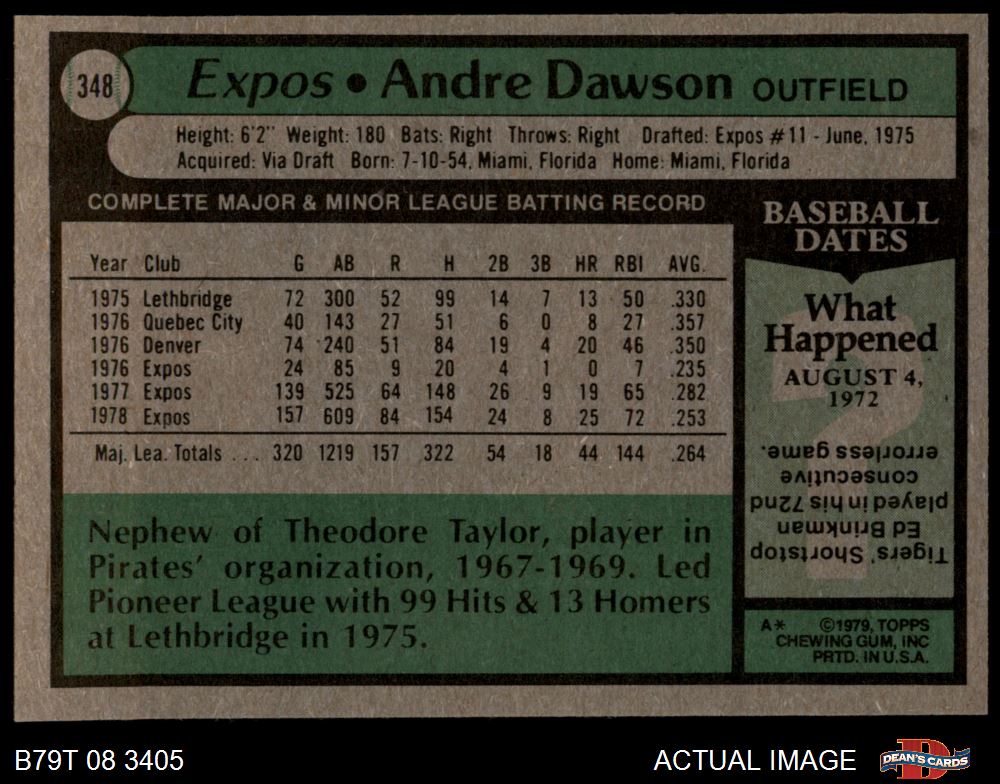 348
Expos • Andre Dawson OUTFIELD
Height: 6'2" Weight: 180 Bats: Right Throws: Right Drafted: Expos #11 - June, 1975
Acquired: Via Draft Born: 7-10-54, Miami, Florida Home: Miami, Florida
COMPLETE MAJOR & MINOR LEAGUE BATTING RECORD
Year Club G AB R H 2B 3B HR RBI AVG.
1975 Lethbridge 72 300 52 99 14 7 13 50 .330
1976 Quebec City 40 143 27 51 6 0 8 27 .357
1976 Denver 74 240 51 84 19 4 20 46 .350
1976 Expos 24 85 9 20 4 1 0 7 .235
1977 Expos 139 525 64 148 26 9 19 65 .282
1978 Expos 157 609 84 154 24 8 25 72 .253
Maj. Lea. Totals ... 320 1219 157 322 54 18 44 144 .264
Nephew of Theodore Taylor, player in
Pirates' organization, 1967-1969. Led
Pioneer League with 99 Hits & 13 Homers
at Lethbridge in 1975.
BASEBALL
DATES
What
Happened
AUGUST 4,
1972
Tigers' Shortstop
Ed Brinkman
played in his 72nd
consecutive
errorless game.
A* ©1979, TOPPS
CHEWING GUM, INC
PRTD. IN U.S.A.
B79T 08 3405
ACTUAL IMAGE
DEAN'S CARDS